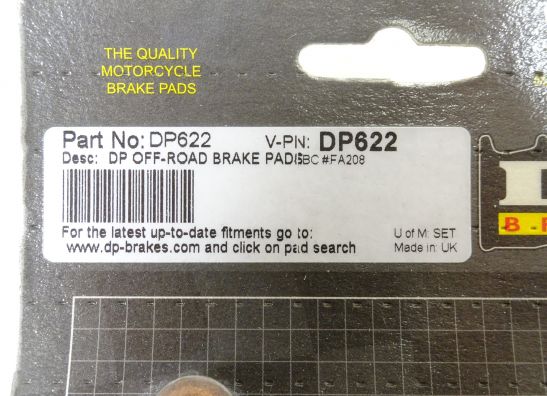 THE QUALITY
MOTORCYCLE
BRAKE PADS
Part No: DP622 V-PN: DP622
Desc: DP OFF-ROAD BRAKE PADS BC #FA208
For the latest up-to-date fitments go to: U of M: SET
www.dp-brakes.com and click on pad search Made in: UK